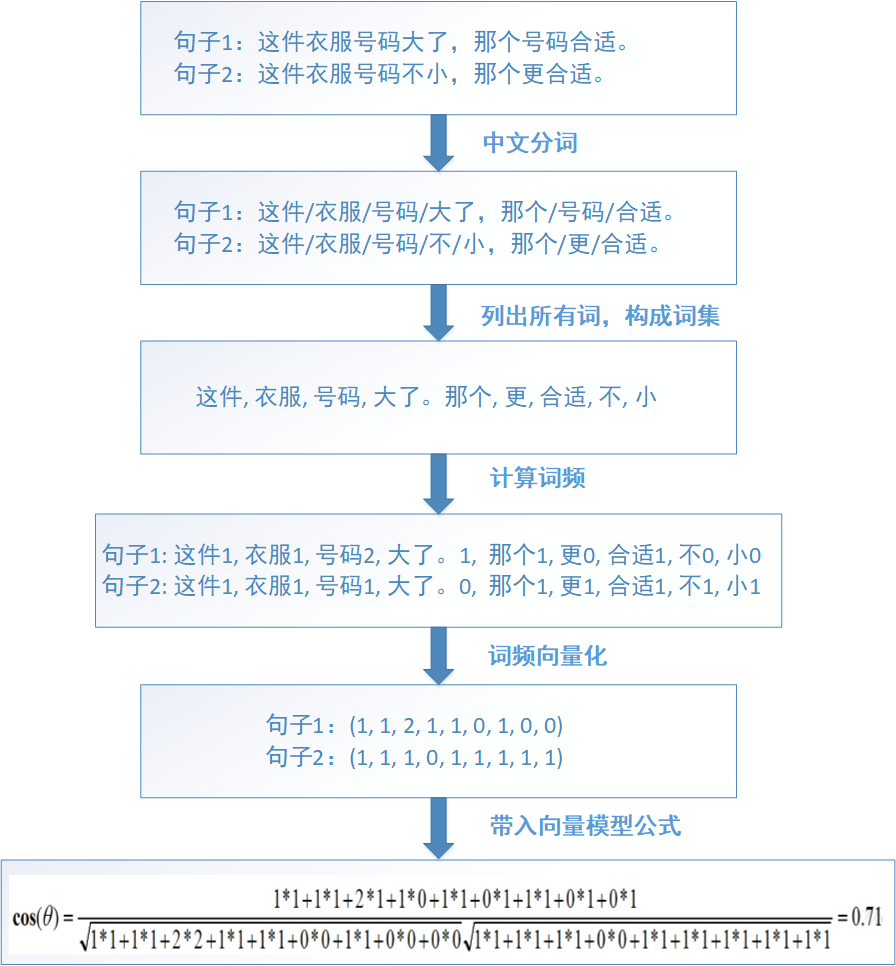 句子1：这件衣服号码大了，那个号码合适。
句子2：这件衣服号码不小，那个更合适。
中文分词
句子1：这件/衣服/号码/大了，那个/号码/合适。
句子2：这件/衣服/号码/不/小，那个/更/合适。
列出所有词，构成词集
这件, 衣服, 号码, 大了。那个, 更, 合适, 不, 小
计算词频
句子1: 这件1, 衣服1, 号码2, 大了。1, 那个1, 更0, 合适1, 不0, 小0
句子2: 这件1, 衣服1, 号码1, 大了。0, 那个1, 更1, 合适1, 不1, 小1
词频向量化
句子1：(1, 1, 2, 1, 1, 0, 1, 0, 0)
句子2：(1, 1, 1, 0, 1, 1, 1, 1, 1)
带入向量模型公式
1*1+1*1+2*1+1*0+1*1+0*1+1*1+0*1+0*1
cos(θ)= =0.71
√1*1+1*1+2*2+1*1+1*1+0*0+1*1+0*0+0*0√1*1+1*1+1*1+0*0+1*1+1*1+1*1+1*1+1*1